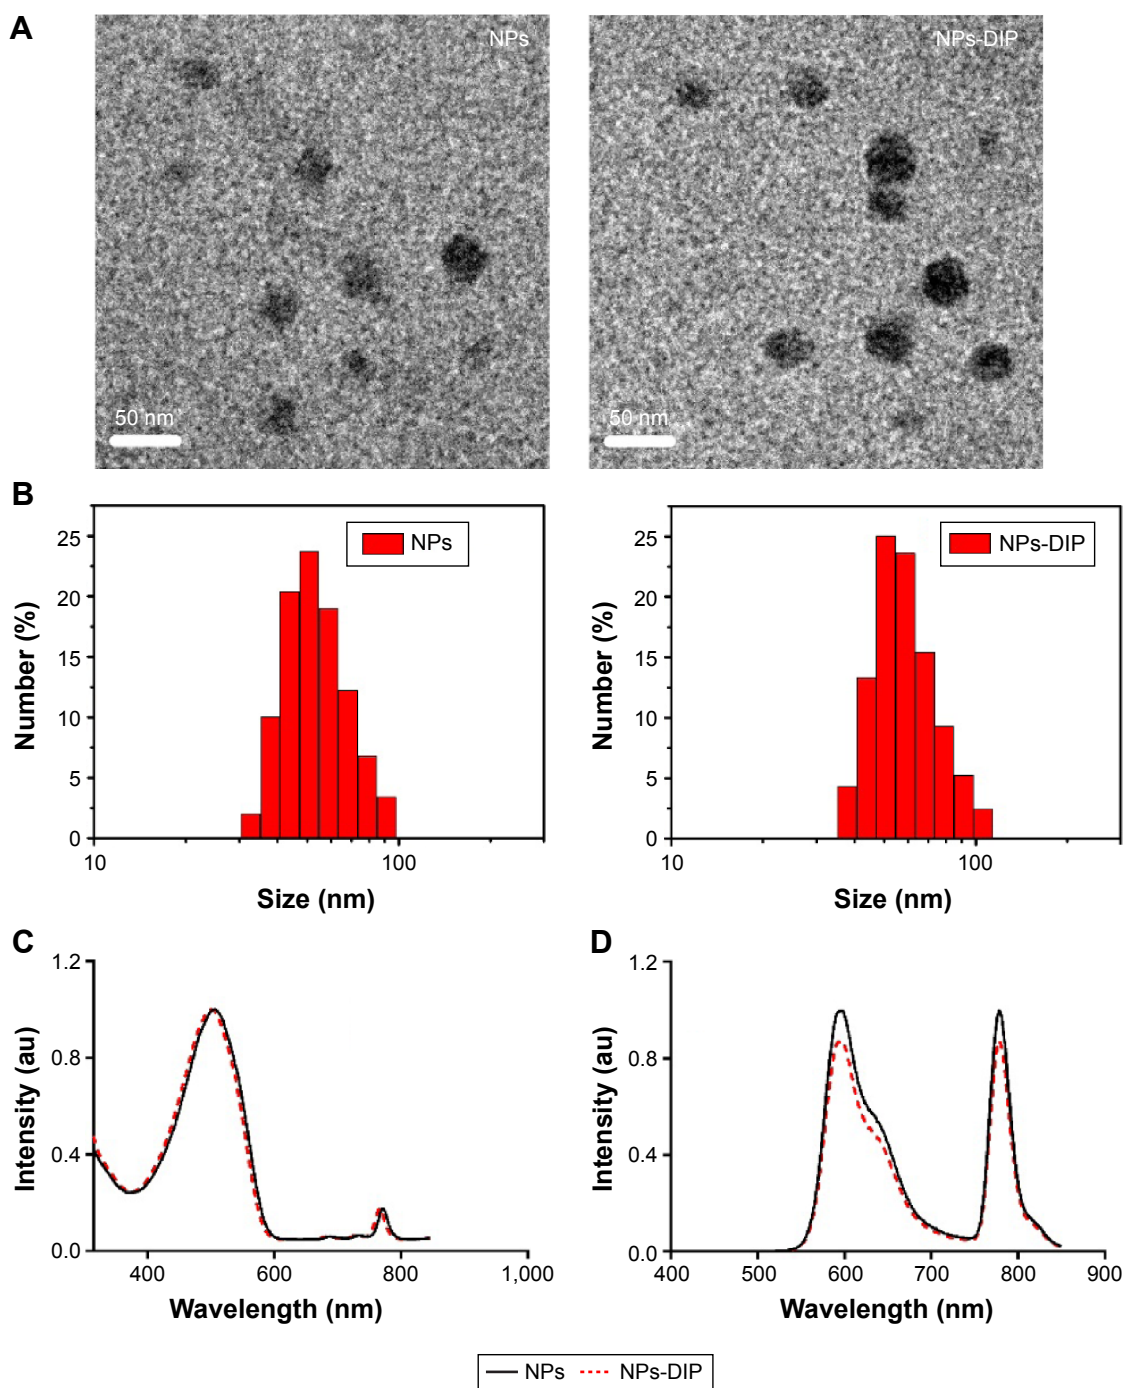 A
NPs
NPs-DIP
50 nm
50 nm
B
Number (%)
25
20
15
10
5
0
NPs
10
100
Size (nm)
Number (%)
25
20
15
10
5
0
NPs-DIP
10
100
Size (nm)
C
Intensity (au)
1.2
0.8
0.4
0.0
400
600
800
1,000
Wavelength (nm)
D
Intensity (au)
1.2
0.8
0.4
0.0
400
500
600
700
800
900
Wavelength (nm)
NPs
NPs-DIP